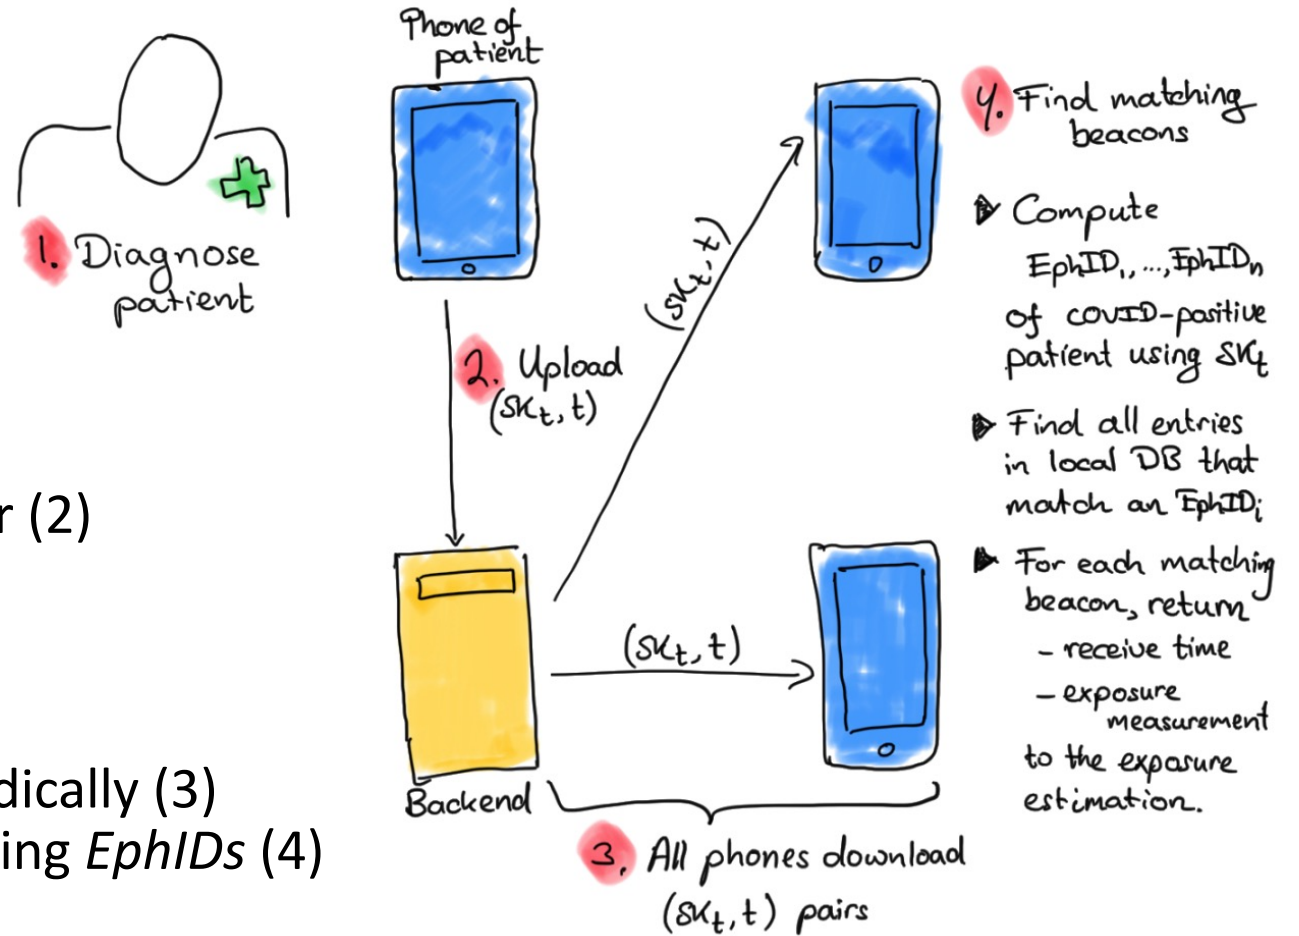 Phone of
patient
1. Diagnose
patient
2. Upload
(SKt, t)
(SKt, t)
(SKt, t)
Backend
3. All phones download
(SKt, t) pairs
4. Find matching
beacons
Compute
EphID1, ..., EphIDn
of COVID-positive
patient using SKt
Find all entries
in local DB that
match an EphIDi
For each matching
beacon, return
- receive time
- exposure
measurement
to the exposure
estimation.
r (2)
dically (3)
ing EphIDs (4)